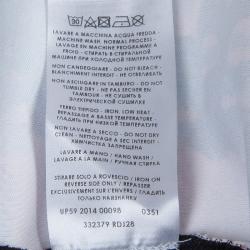 30
LAVARE A MACCHINA ACQUA FREDDA -
MACHINE WASH, NORMAL PROCESS -
LAVAGE EN MACHINE PROGRAMME A
FROID - СТИРАТЬ В СТИРАЛЬНОЙ
МАШИНЕ ПРИ ХОЛОДНОЙ ТЕМПЕРАТУРЕ
NON CANDEGGIARE - DO NOT BLEACH -
BLANCHIMENT INTERDIT - НЕ ОТБЕЛИВАТЬ
NON LAVARE IN TAMBURO - DO NOT
TUMBLE DRY - NE PAS SECHER EN
TAMBOUR - НЕ СУШИТЬ В
ЭЛЕКТРИЧЕСКОЙ СУШИЛКЕ
FERRO TIEPIDO - IRON, LOW HEAT
REPASSER BASSE TEMPERATURE -
ГЛАДИТЬ ПРИ НИЗКОЙ ТЕМПЕРАТУРЕ
NON LAVARE A SECCO - DO NOT DRY
CLEAN - NETTOYAGE A SEC INTERDIT -
ХИМЧИСТКА ЗАПРЕЩЕНА
LAVARE A MANO / HAND WASH /
LAVAGE A LA MAIN / РУЧНАЯ СТИРКА
STIRARE SOLO A ROVESCIO / IRON ON
REVERSE SIDE ONLY / REPASSER
EXCLUSIVEMENT SUR L'ENVERS / ГЛАДИТЬ
ТОЛЬКО НАИЗНАНКУ
UP59 2014 00098 0351
332379 RDJ28